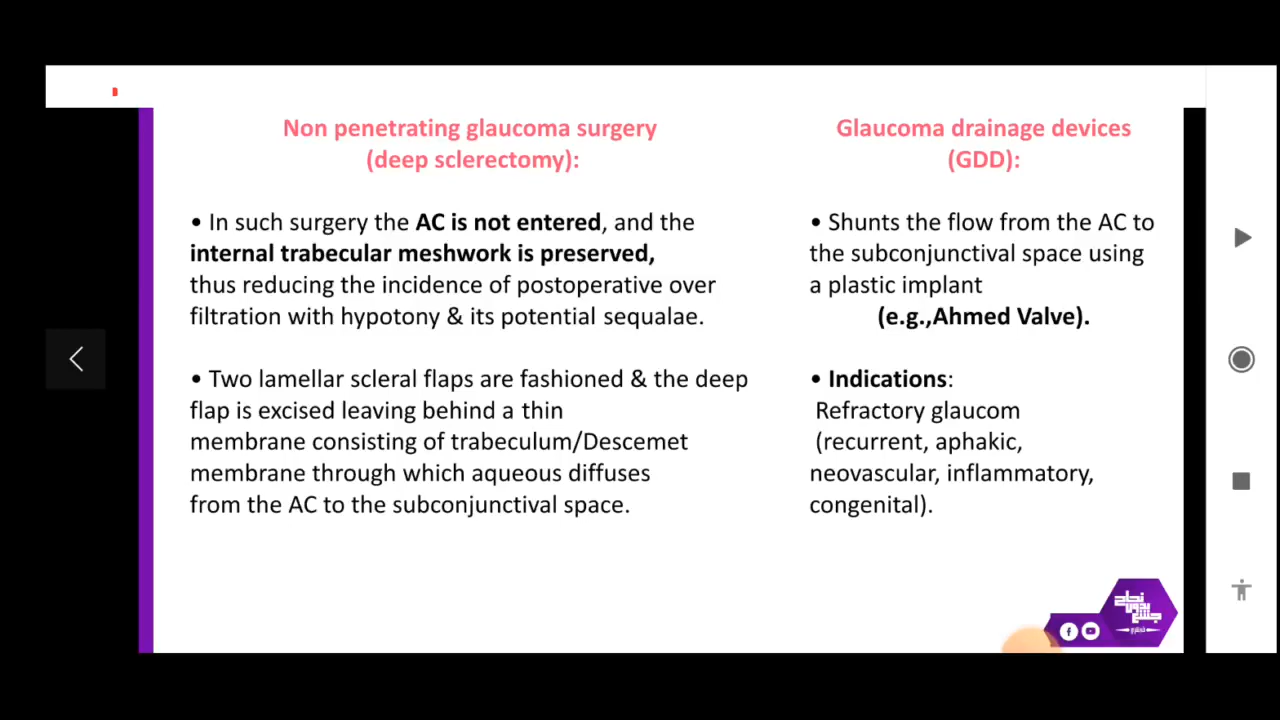 Non penetrating glaucoma surgery
(deep sclerectomy):
• In such surgery the AC is not entered, and the
internal trabecular meshwork is preserved,
thus reducing the incidence of postoperative over
filtration with hypotony & its potential sequalae.
• Two lamellar scleral flaps are fashioned & the deep
flap is excised leaving behind a thin
membrane consisting of trabeculum/Descemet
membrane through which aqueous diffuses
from the AC to the subconjunctival space.
Glaucoma drainage devices
(GDD):
• Shunts the flow from the AC to
the subconjunctival space using
a plastic implant
(e.g.,Ahmed Valve).
• Indications:
Refractory glaucom
(recurrent, aphakic,
neovascular, inflammatory,
congenital).